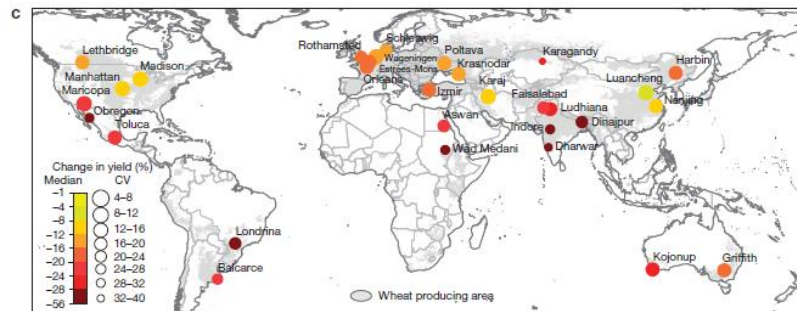 c
Schleswig
Rothamsted
Wageningen
Poltava
Karagandy
Lethbridge
Madison
Estrees-Mons
Krasnodar
Harbin
Manhattan
Orleans
Karaj
Luancheng
Maricopa
Izmir
Faisalabad
Nanjing
Obregon
Aswan
Ludhiana
Toluca
Indore
Dinajpur
Wad Medani
Dharwar
Change in yield (%)
Median CV
−1 4–8
−4 8–12
−8 12–16
−12 16–20
−16 20–24
−20 24–28
−24 28–32
−28 32–40
−56
Londrina
Balcarce
Kojonup
Griffith
Wheat producing area